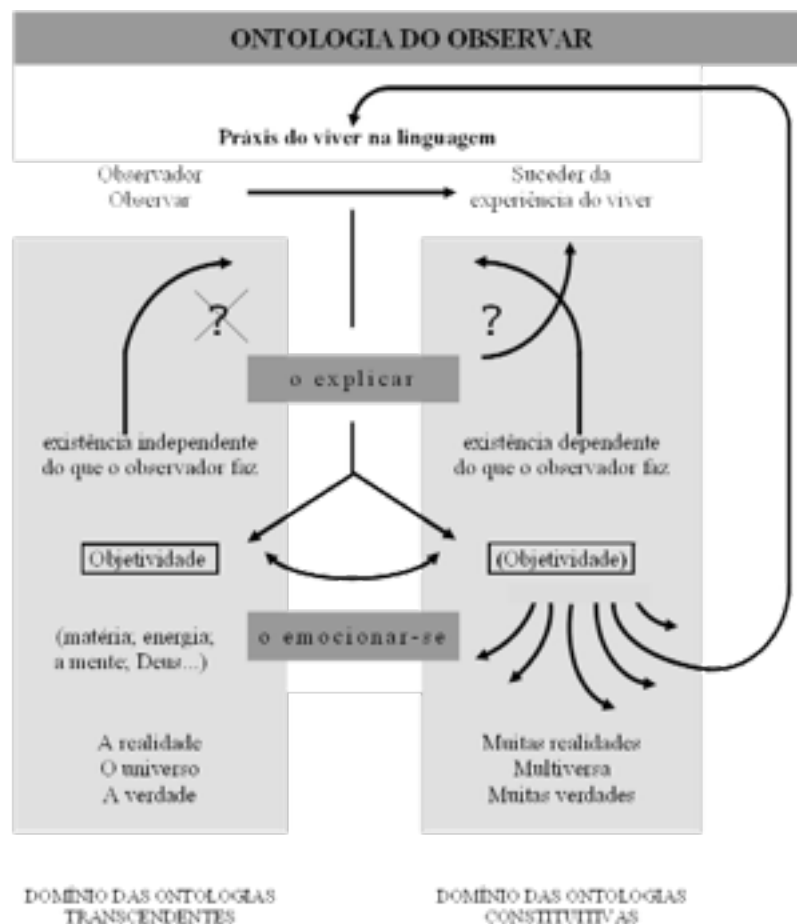 ONTOLOGIA DO OBSERVAR
Práxis do viver na linguagem
Observador
Observar
Suceder da
experiência do viver
?
?
o explicar
existência independente
do que o observador faz
existência dependente
do que o observador faz
Objetividade
(Objetividade)
(matéria; energia;
a mente; Deus...)
o emocionar-se
A realidade
O universo
A verdade
Muitas realidades
Multiversa
Muitas verdades
DOMÍNIO DAS ONTOLOGIAS
TRANSCENDENTES
DOMÍNIO DAS ONTOLOGIAS
CONSTITUITIVAS